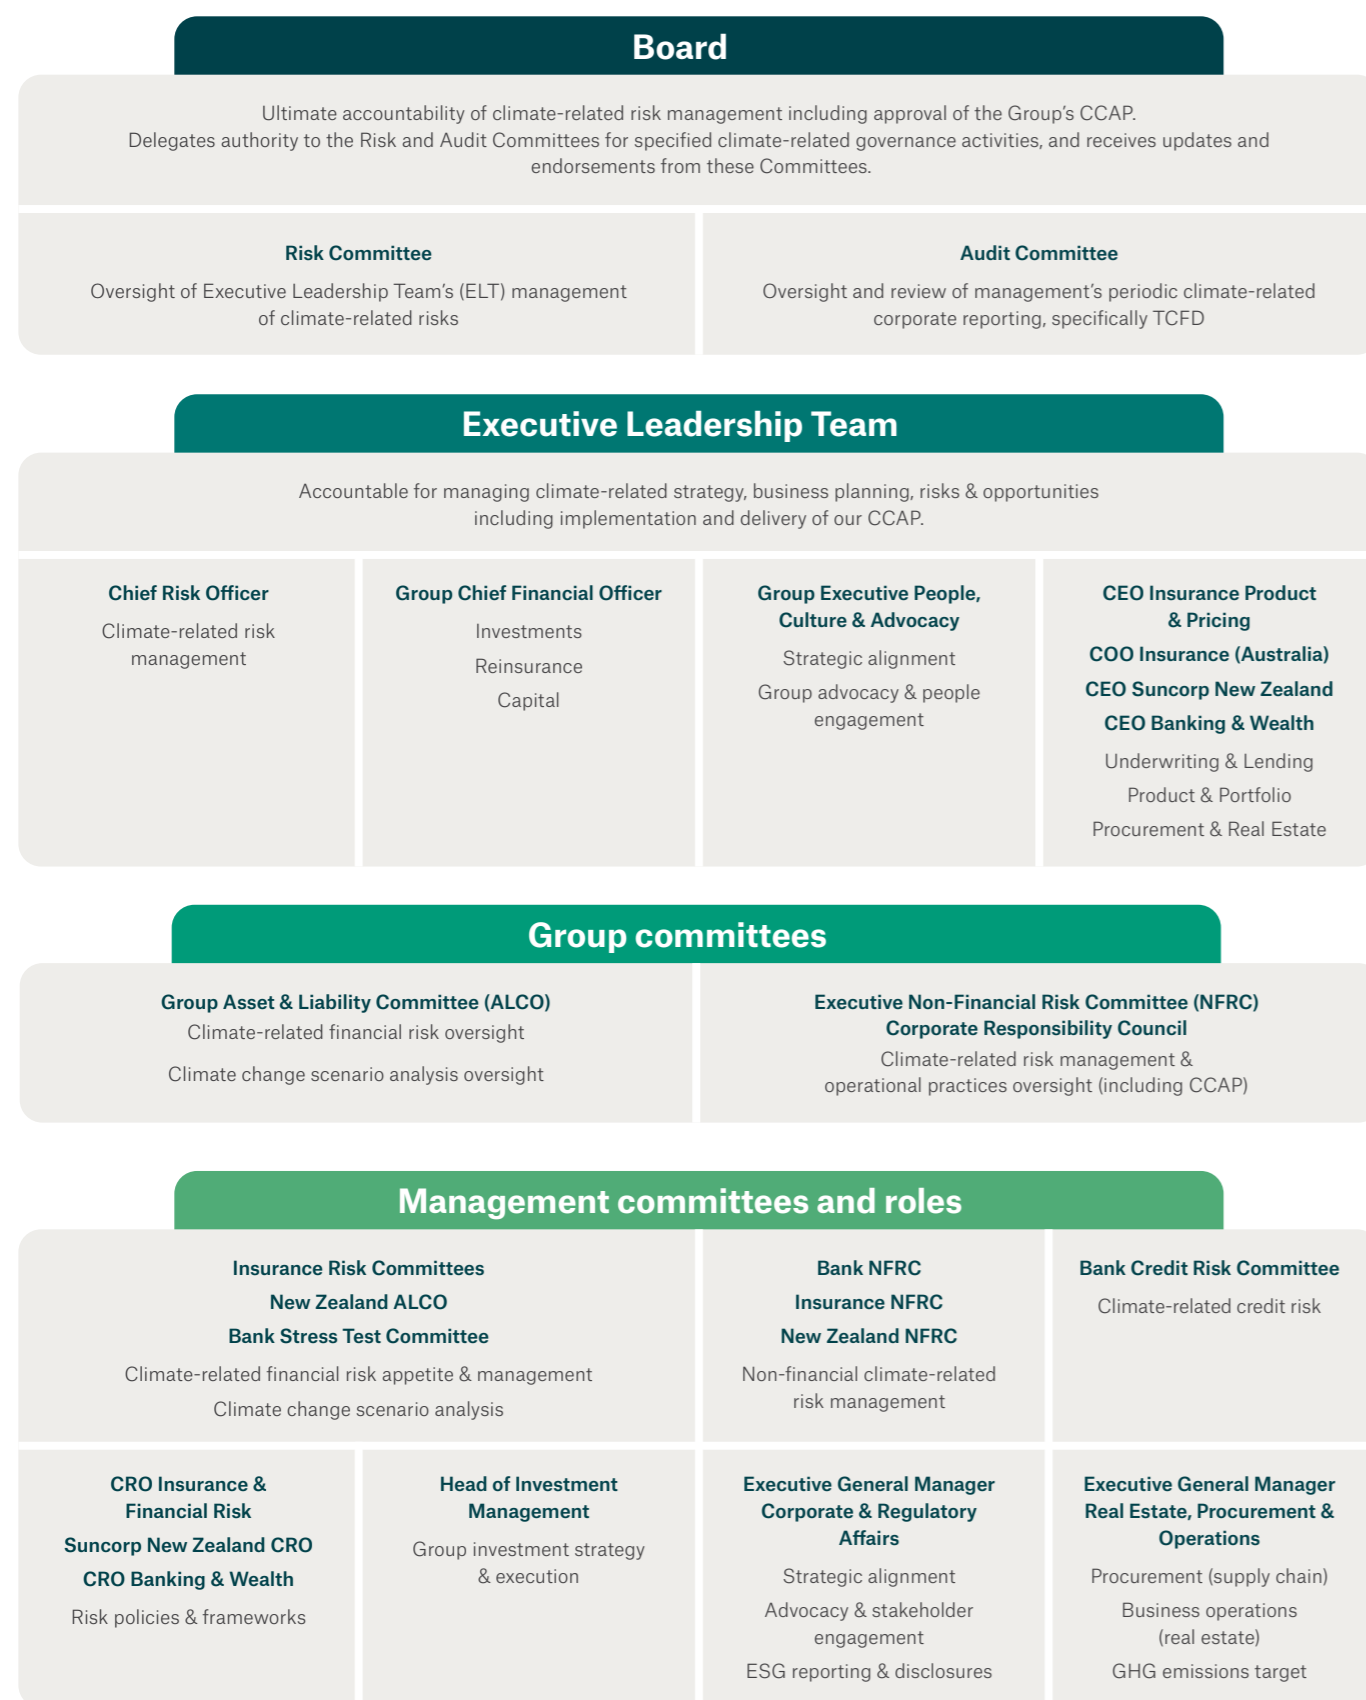 Board
Ultimate accountability of climate-related risk management including approval of the Group's CCAP.
Delegates authority to the Risk and Audit Committees for specified climate-related governance activities, and receives updates and
endorsements from these Committees.
Risk Committee
Oversight of Executive Leadership Team's (ELT) management
of climate-related risks
Audit Committee
Oversight and review of management's periodic climate-related
corporate reporting, specifically TCFD
Executive Leadership Team
Accountable for managing climate-related strategy, business planning, risks & opportunities
including implementation and delivery of our CCAP.
Chief Risk Officer
Climate-related risk
management
Group Chief Financial Officer
Investments
Reinsurance
Capital
Group Executive People,
Culture & Advocacy
Strategic alignment
Group advocacy & people
engagement
CEO Insurance Product
& Pricing
COO Insurance (Australia)
CEO Suncorp New Zealand
CEO Banking & Wealth
Underwriting & Lending
Product & Portfolio
Procurement & Real Estate
Group committees
Group Asset & Liability Committee (ALCO)
Climate-related financial risk oversight
Climate change scenario analysis oversight
Executive Non-Financial Risk Committee (NFRC)
Corporate Responsibility Council
Climate-related risk management &
operational practices oversight (including CCAP)
Management committees and roles
Insurance Risk Committees
New Zealand ALCO
Bank Stress Test Committee
Climate-related financial risk appetite & management
Climate change scenario analysis
Bank NFRC
Insurance NFRC
New Zealand NFRC
Non-financial climate-related
risk management
Bank Credit Risk Committee
Climate-related credit risk
CRO Insurance &
Financial Risk
Suncorp New Zealand CRO
CRO Banking & Wealth
Risk policies & frameworks
Head of Investment
Management
Group investment strategy
& execution
Executive General Manager
Corporate & Regulatory
Affairs
Strategic alignment
Advocacy & stakeholder
engagement
ESG reporting & disclosures
Executive General Manager
Real Estate, Procurement &
Operations
Procurement (supply chain)
Business operations
(real estate)
GHG emissions target